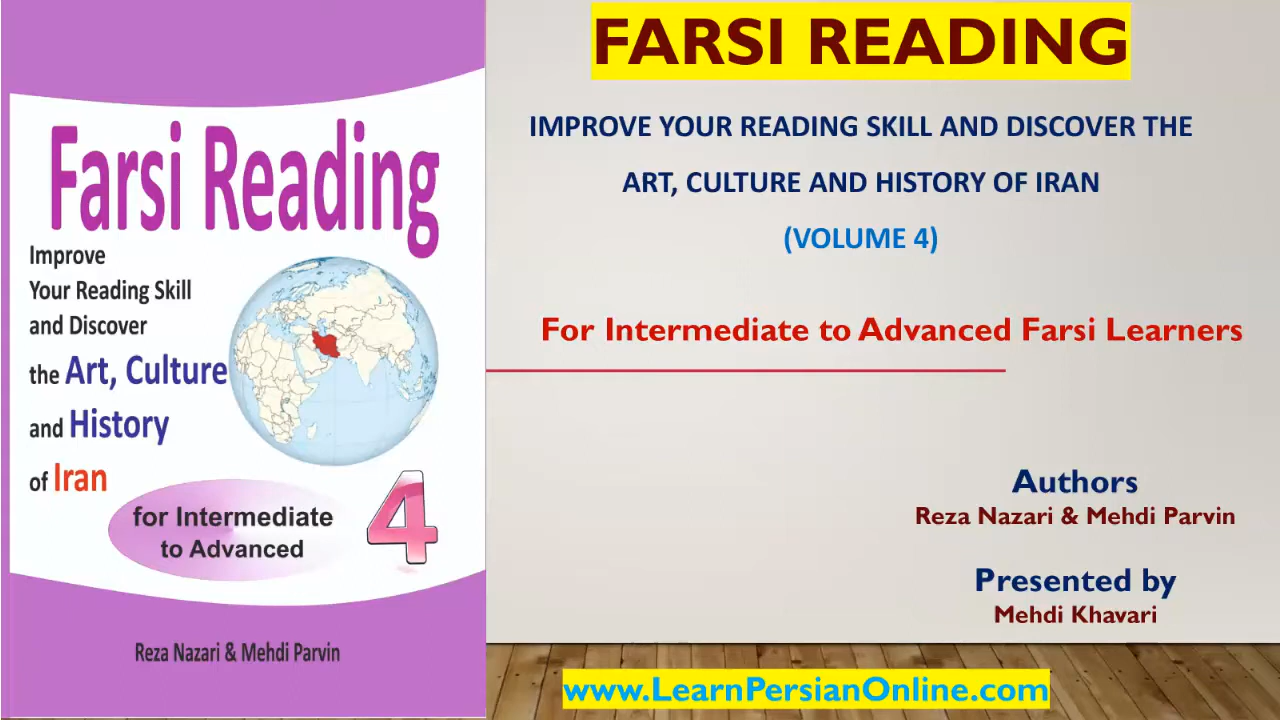 Farsi Reading
Improve
Your Reading Skill
and Discover
the Art, Culture
and History
of Iran
for Intermediate
to Advanced
4
Reza Nazari & Mehdi Parvin
FARSI READING
IMPROVE YOUR READING SKILL AND DISCOVER THE
ART, CULTURE AND HISTORY OF IRAN
(VOLUME 4)
For Intermediate to Advanced Farsi Learners
Authors
Reza Nazari & Mehdi Parvin
Presented by
Mehdi Khavari
www.LearnPersianOnline.com